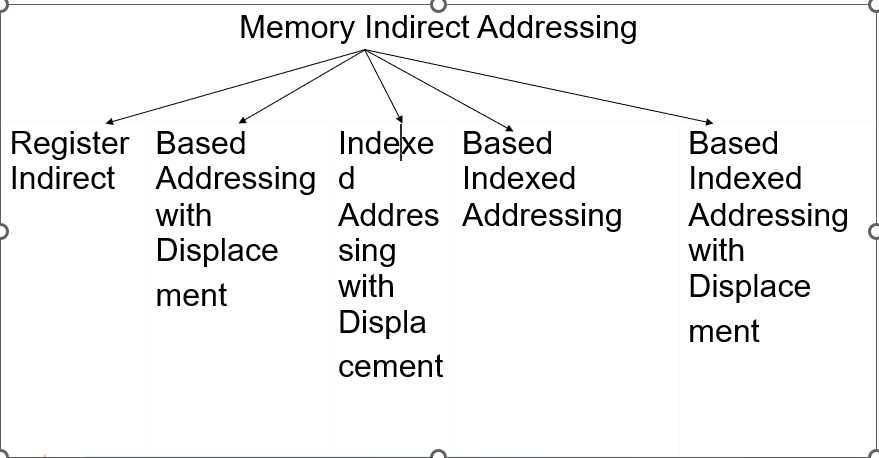 Memory Indirect Addressing
Register
Indirect
Based
Addressing
with
Displace
ment
Indexe
d
Addres
sing
with
Displa
cement
Based
Indexed
Addressing
Based
Indexed
Addressing
with
Displace
ment